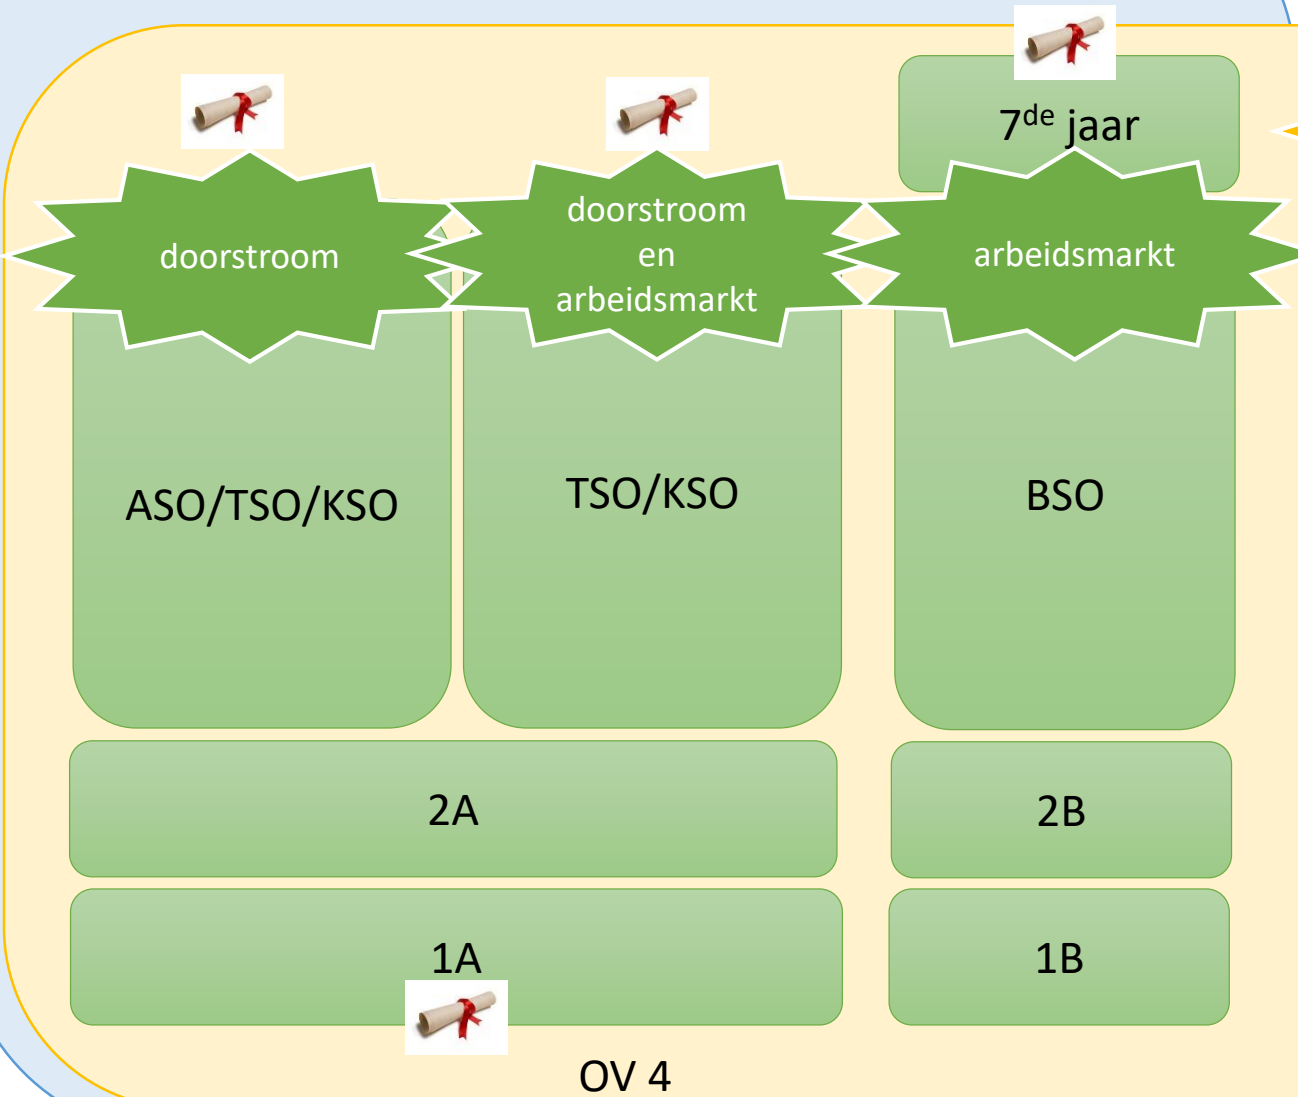 7de jaar
doorstroom
doorstroom
en
arbeidsmarkt
arbeidsmarkt
ASO/TSO/KSO
TSO/KSO
BSO
2A
2B
1A
1B
OV 4